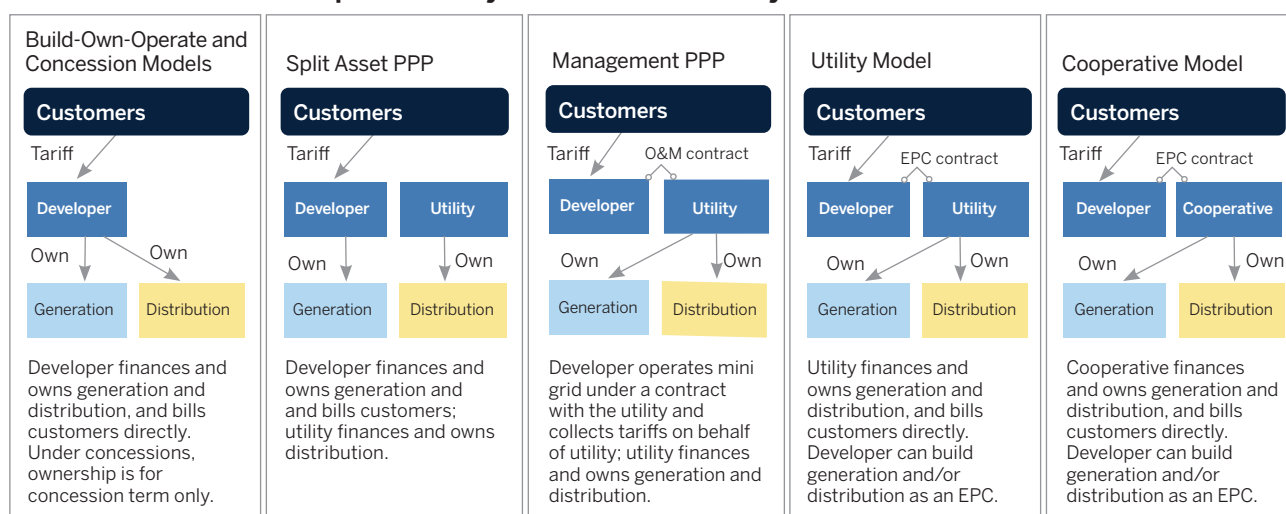 Build-Own-Operate and
Concession Models
Customers
Tariff
Developer
Own
Own
Generation
Distribution
Developer finances and
owns generation and
distribution, and bills
customers directly.
Under concessions,
ownership is for
concession term only.
Split Asset PPP
Customers
Tariff
Developer
Utility
Own
Own
Generation
Distribution
Developer finances and
owns generation and
and bills customers;
utility finances and owns
distribution.
Management PPP
Customers
Tariff
O&M contract
Developer
Utility
Own
Own
Generation
Distribution
Developer operates mini
grid under a contract
with the utility and
collects tariffs on behalf
of utility; utility finances
and owns generation and
distribution.
Utility Model
Customers
Tariff
EPC contract
Developer
Utility
Own
Own
Generation
Distribution
Utility finances and
owns generation and
distribution, and bills
customers directly.
Developer can build
generation and/or
distribution as an EPC.
Cooperative Model
Customers
Tariff
EPC contract
Developer
Cooperative
Own
Own
Generation
Distribution
Cooperative finances
and owns generation and
distribution, and bills
customers directly.
Developer can build
generation and/or
distribution as an EPC.